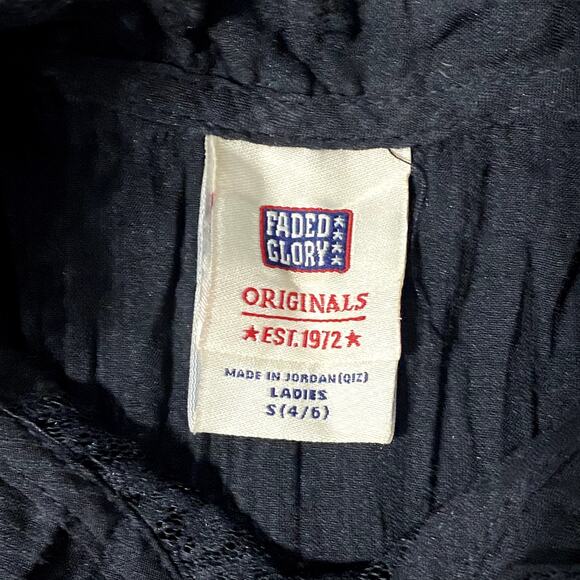 FADED
GLORY
ORIGINALS
★EST.1972★
MADE IN JORDAN(QIZ)
LADIES
S(4/6)